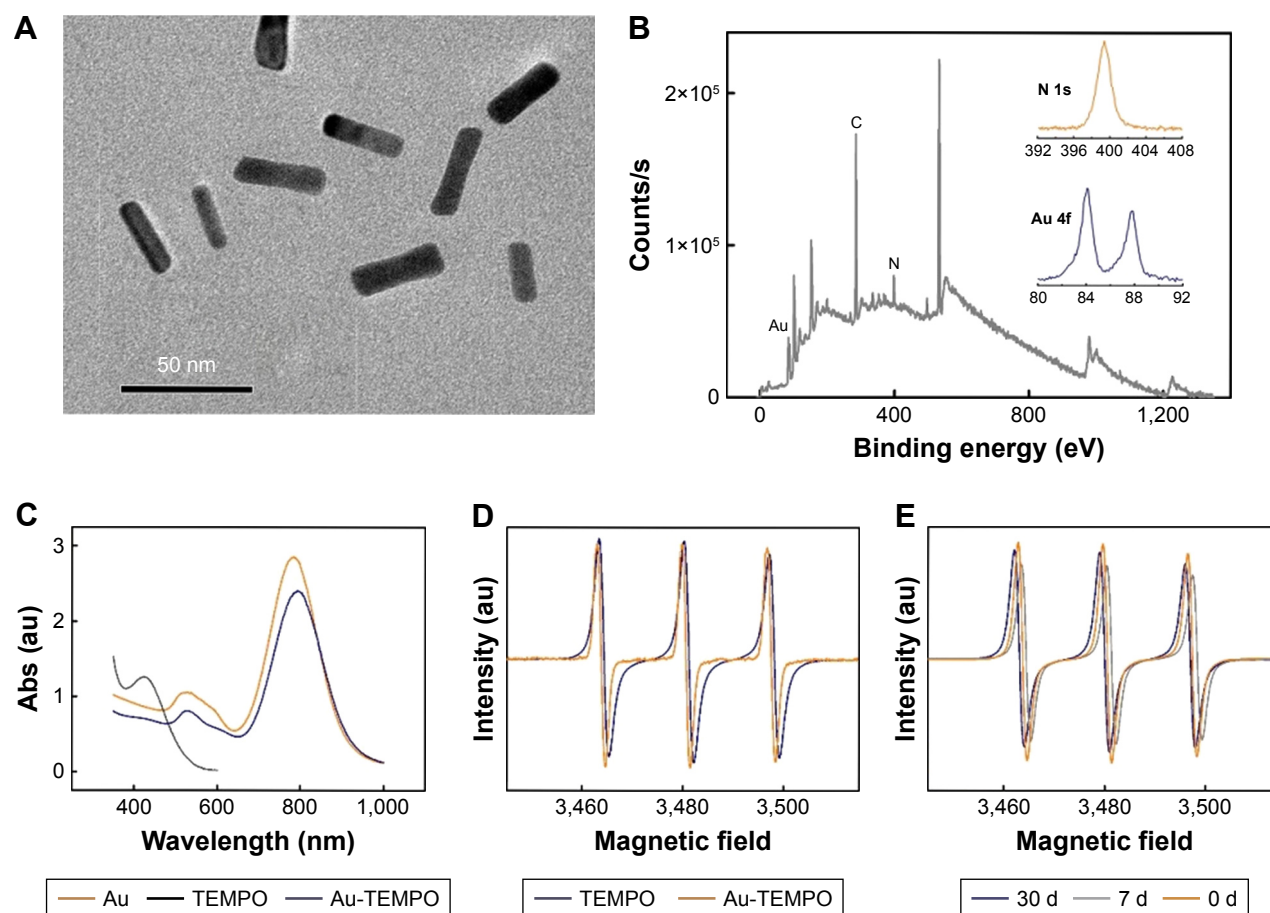 A
50 nm
B
Counts/s
2×10⁵
1×10⁵
0
Au
C
N
N 1s
392 396 400 404 408
Au 4f
80 84 88 92
0 400 800 1,200
Binding energy (eV)
C
Abs (au)
3
2
1
0
400 600 800 1,000
Wavelength (nm)
Au TEMPO Au-TEMPO
D
Intensity (au)
3,460 3,480 3,500
Magnetic field
TEMPO Au-TEMPO
E
Intensity (au)
3,460 3,480 3,500
Magnetic field
30 d 7 d 0 d